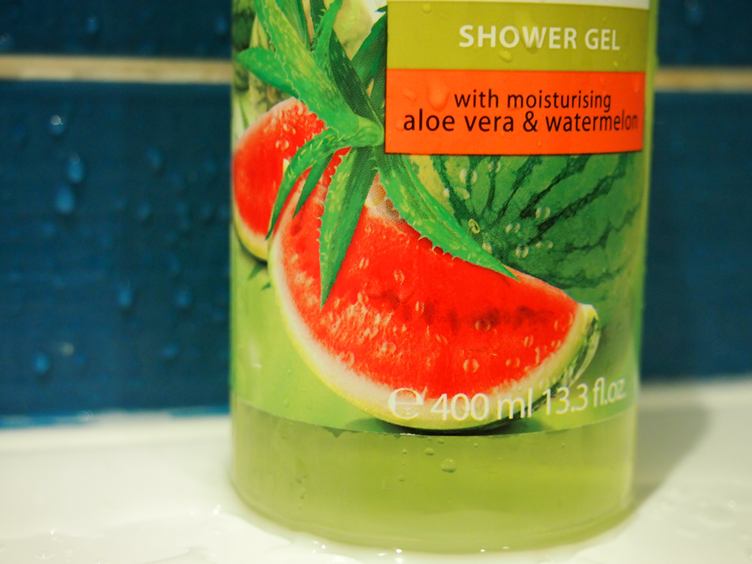 SHOWER GEL
with moisturising
aloe vera & watermelon
℮ 400 ml 13.3 fl.oz.